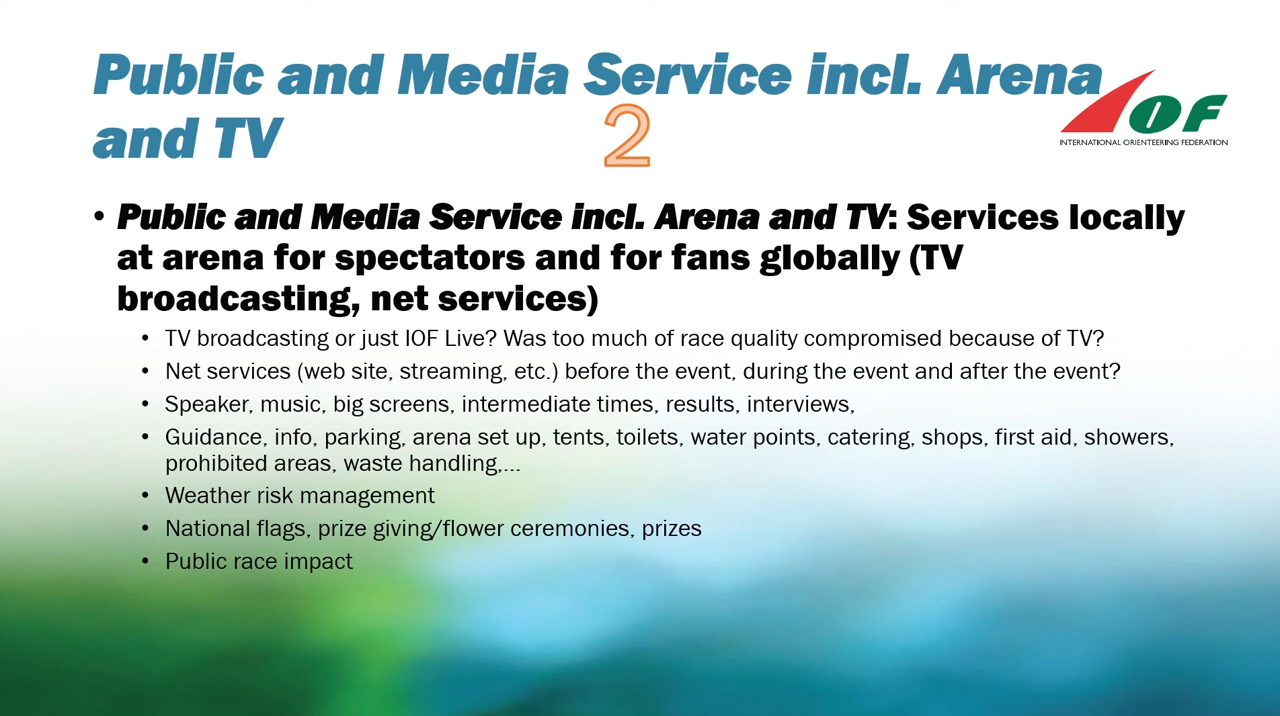 Public and Media Service incl. Arena
and TV
2
IOF
INTERNATIONAL ORIENTEERING FEDERATION
• Public and Media Service incl. Arena and TV: Services locally
at arena for spectators and for fans globally (TV
broadcasting, net services)
• TV broadcasting or just IOF Live? Was too much of race quality compromised because of TV?
• Net services (web site, streaming, etc.) before the event, during the event and after the event?
• Speaker, music, big screens, intermediate times, results, interviews,
• Guidance, info, parking, arena set up, tents, toilets, water points, catering, shops, first aid, showers,
prohibited areas, waste handling,...
• Weather risk management
• National flags, prize giving/flower ceremonies, prizes
• Public race impact